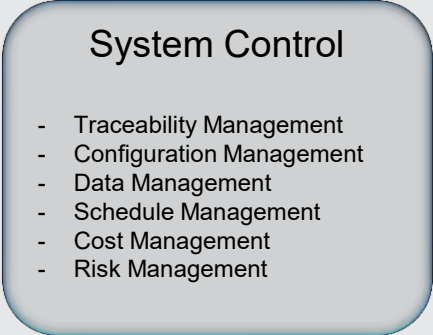 System Control
- Traceability Management
- Configuration Management
- Data Management
- Schedule Management
- Cost Management
- Risk Management